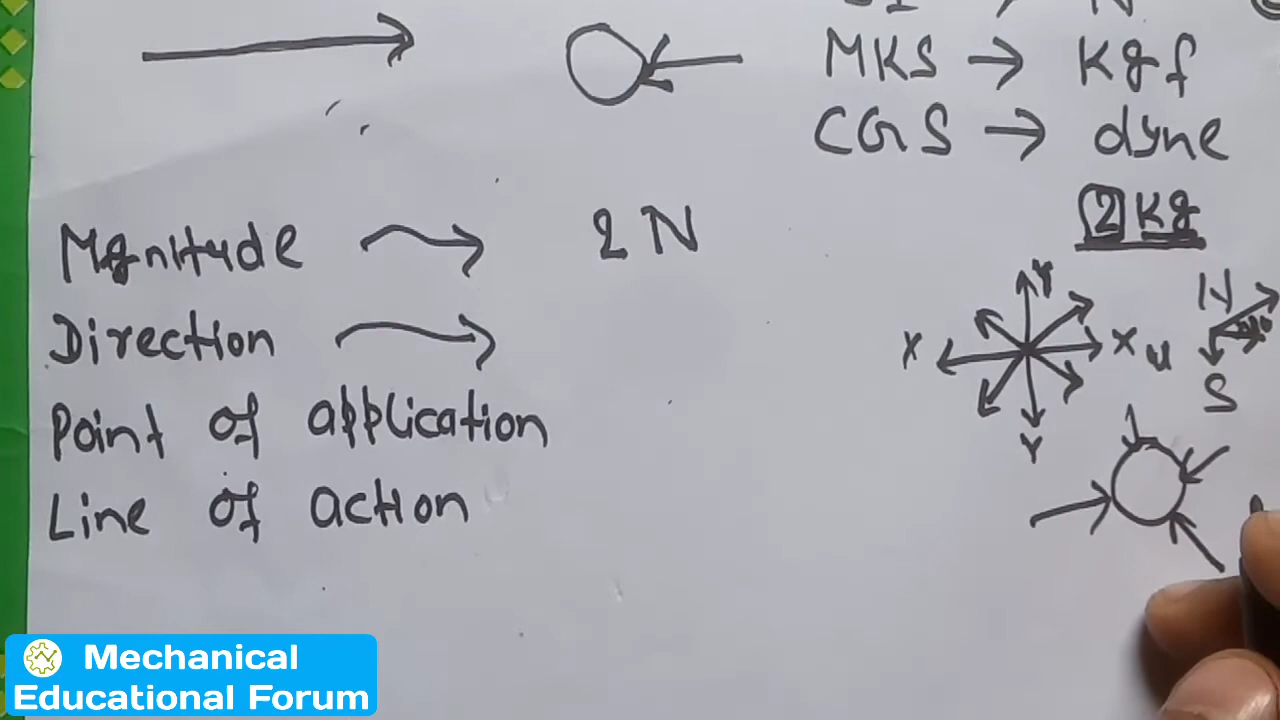 MKS → Kgf
CGS → dyne
2 Kg
Mgnitude → 2 N
Direction →
Point of application
Line of action
Y
X X
Y
N
S
Mechanical
Educational Forum